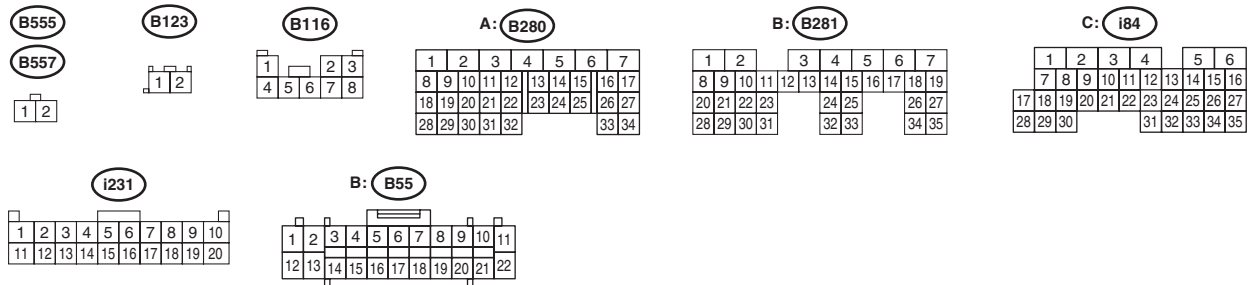 B555
B557
1 2
B123
1 2
B116
1 2 3
4 5 6 7 8
A: B280
1 2 3 4 5 6 7
8 9 10 11 12 13 14 15 16 17
18 19 20 21 22 23 24 25 26 27
28 29 30 31 32 33 34
B: B281
1 2 3 4 5 6 7
8 9 10 11 12 13 14 15 16 17 18 19
20 21 22 23 24 25 26 27
28 29 30 31 32 33 34 35
C: i84
1 2 3 4 5 6
7 8 9 10 11 12 13 14 15 16
17 18 19 20 21 22 23 24 25 26 27
28 29 30 31 32 33 34 35
i231
1 2 3 4 5 6 7 8 9 10
11 12 13 14 15 16 17 18 19 20
B: B55
1 2 3 4 5 6 7 8 9 10 11
12 13 14 15 16 17 18 19 20 21 22